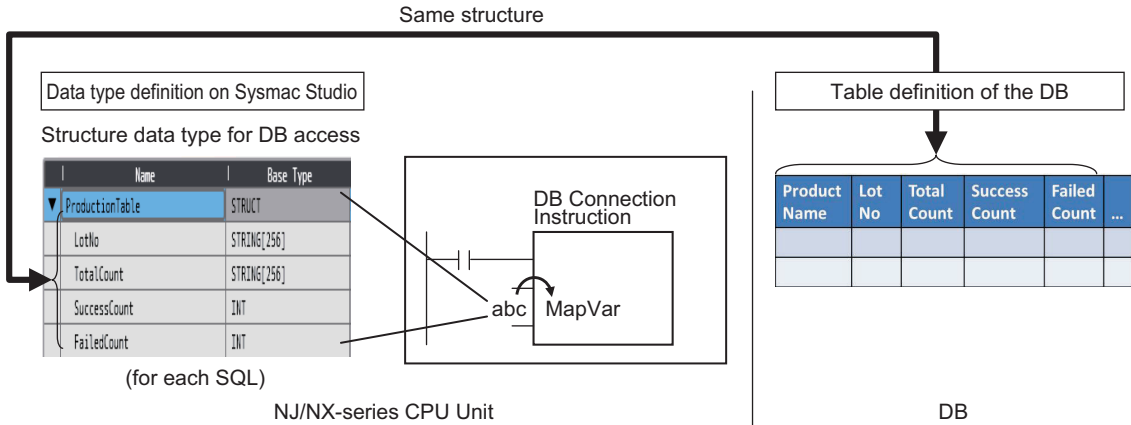 Same structure
Data type definition on Sysmac Studio
Table definition of the DB
Structure data type for DB access
Name Base Type
ProductionTable STRUCT
LotNo STRING[256]
TotalCount STRING[256]
SuccessCount INT
FailedCount INT
(for each SQL)
DB Connection
Instruction
abc MapVar
Product Lot Total Success Failed
Name No Count Count Count ...
NJ/NX-series CPU Unit
DB